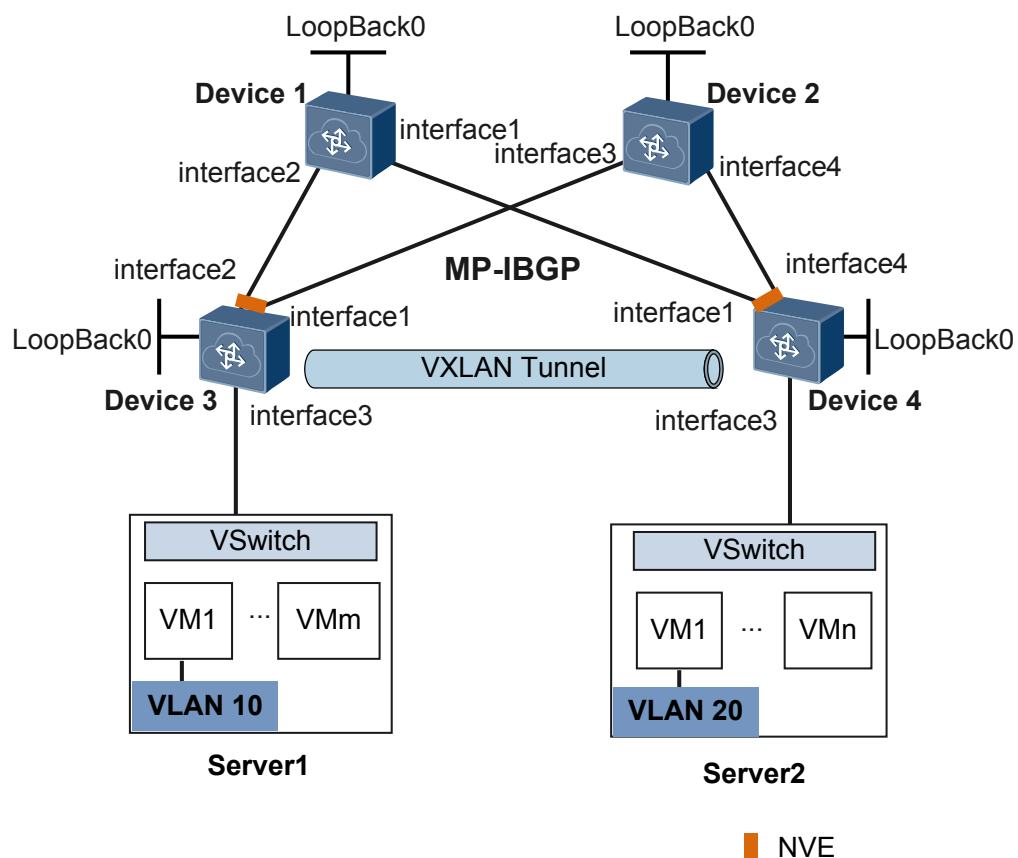 LoopBack0
LoopBack0
Device 1
Device 2
interface1
interface3
interface2
interface4
MP-IBGP
interface2
interface4
interface1
interface1
LoopBack0
LoopBack0
VXLAN Tunnel
Device 3
Device 4
interface3
interface3
VSwitch
VSwitch
VM1
...
VMm
VM1
...
VMn
VLAN 10
VLAN 20
Server1
Server2
NVE